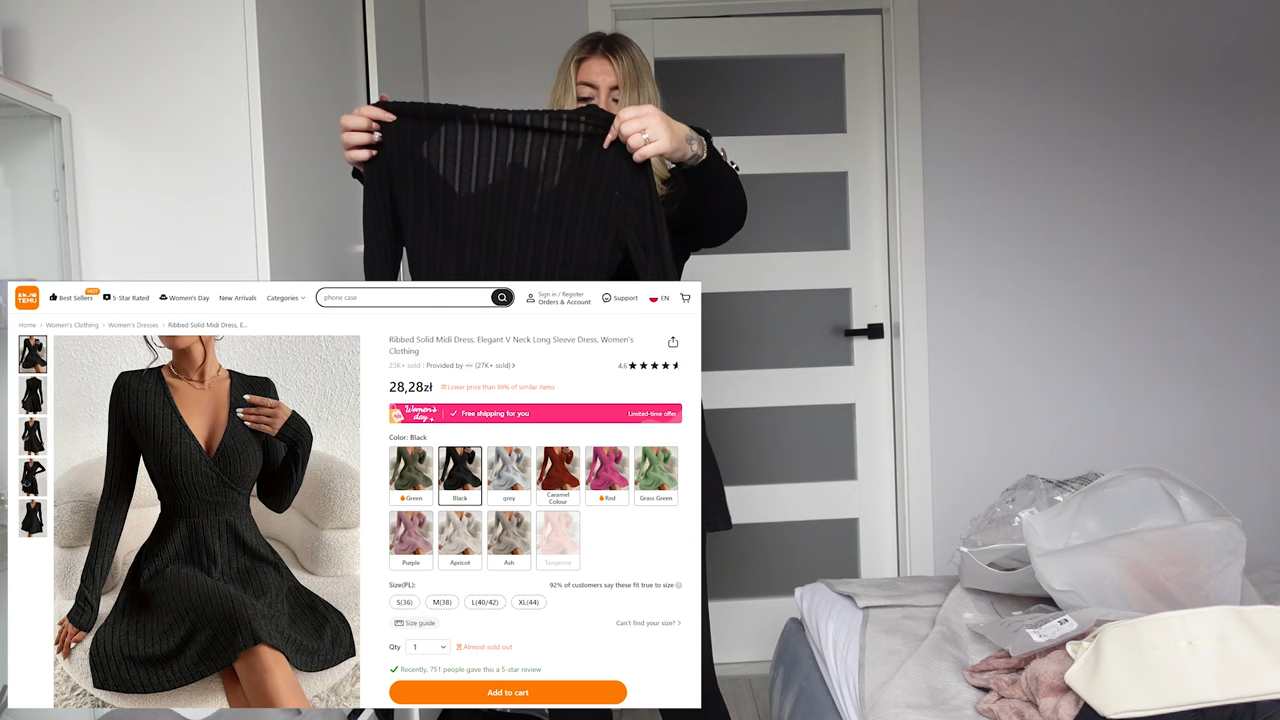 TEMU
Best Sellers
HOT
5-Star Rated
Women's Day
New Arrivals
Categories
phone case
Sign in / Register
Orders & Account
Support
EN
Home > Women's Clothing > Women's Dresses > Ribbed Solid Midi Dress, E...
Ribbed Solid Midi Dress, Elegant V Neck Long Sleeve Dress, Women's
Clothing
23K+ sold | Provided by (27K+ sold) >
4.6
28,28zł
Lower price than 99% of similar items
Women's
day
Free shipping for you
Limited-time offer
Color: Black
Green
Black
grey
Caramel
Colour
Red
Grass Green
Purple
Apricot
Ash
Tangerine
Size(PL):
92% of customers say these fit true to size
S(36)
M(38)
L(40/42)
XL(44)
Size guide
Can't find your size? >
Qty
1
Almost sold out
Recently, 751 people gave this a 5-star review
Add to cart